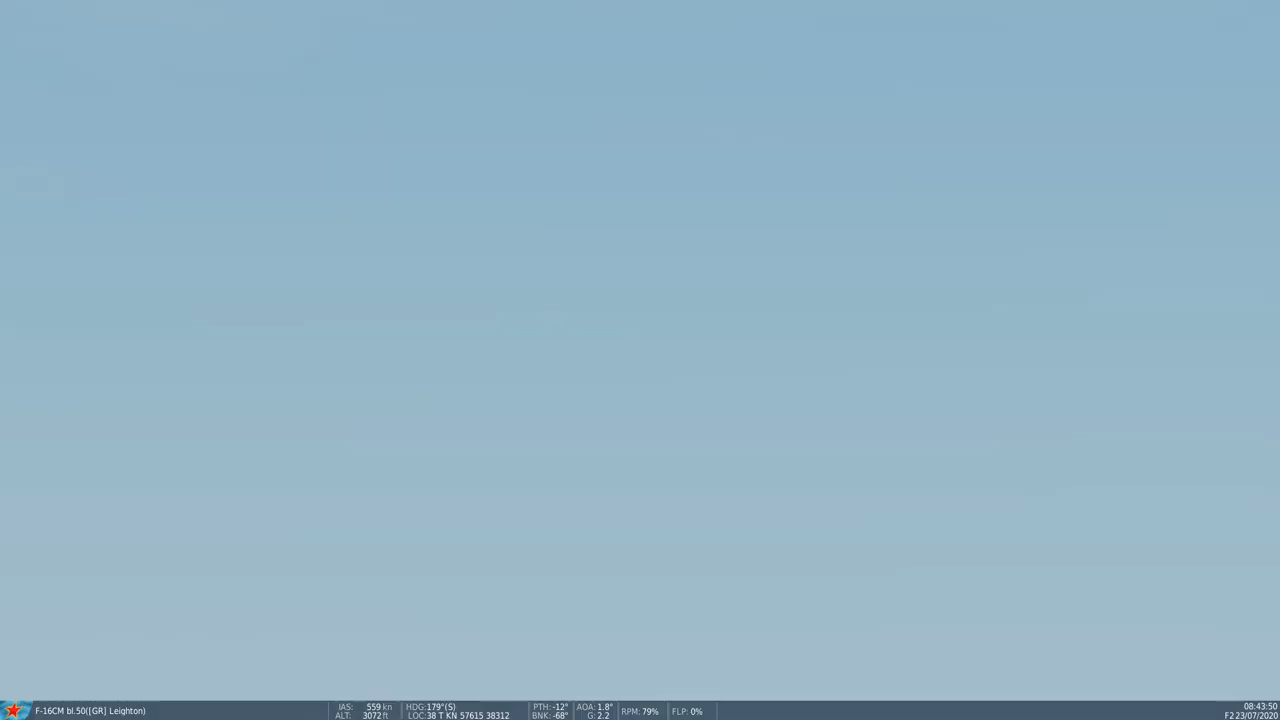 F-16CM bl.50([GR] Leighton)
IAS: 559 kn
ALT: 3072 ft
HDG: 179°(S)
LOC: 38 T KN 57615 38312
PTH: -12°
BNK: -68°
AOA: 1.8°
G: 2.2
RPM: 79%
FLP: 0%
08:43:50
F2 23/07/2020